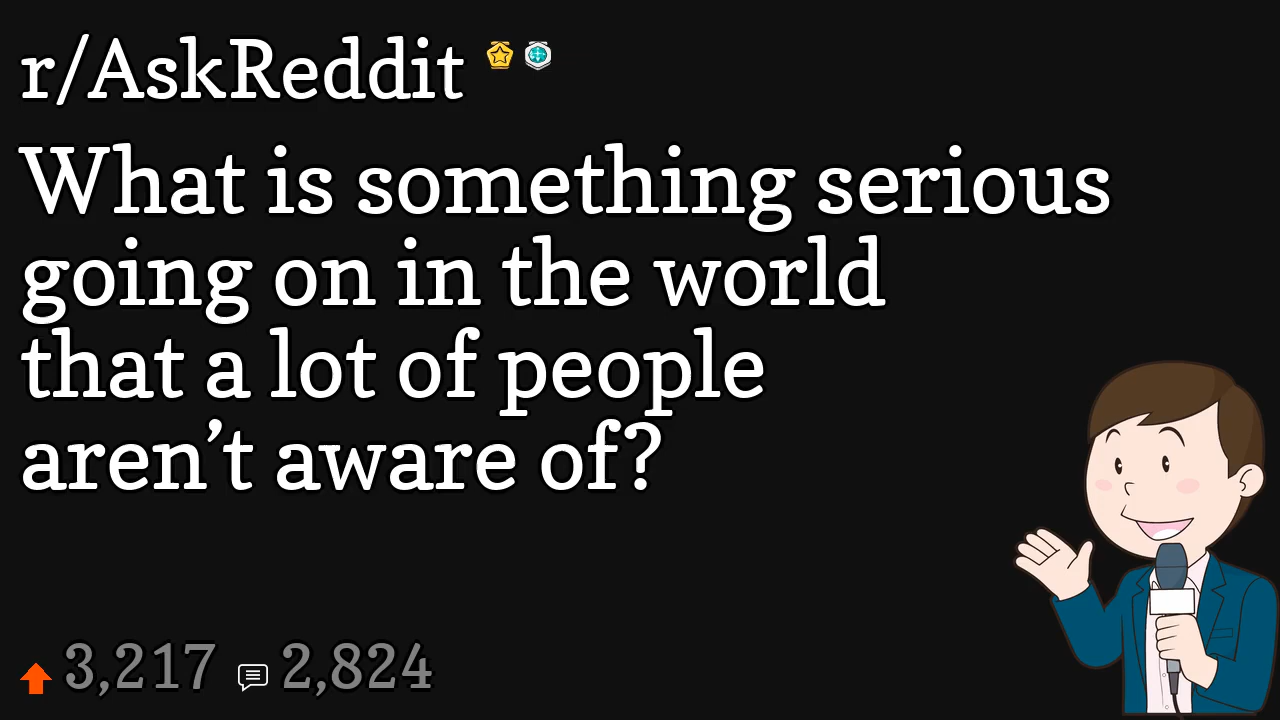 r/AskReddit
What is something serious
going on in the world
that a lot of people
aren’t aware of?
3,217 2,824